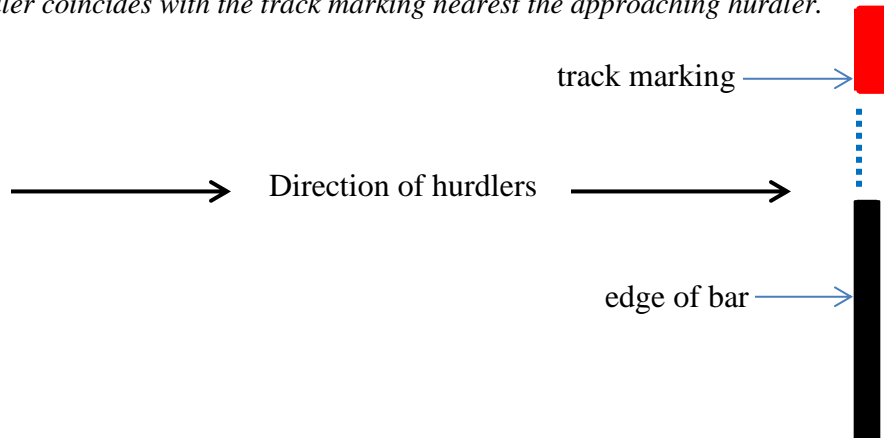 ler coincides with the track marking nearest the approaching hurdler.
track marking
Direction of hurdlers
edge of bar